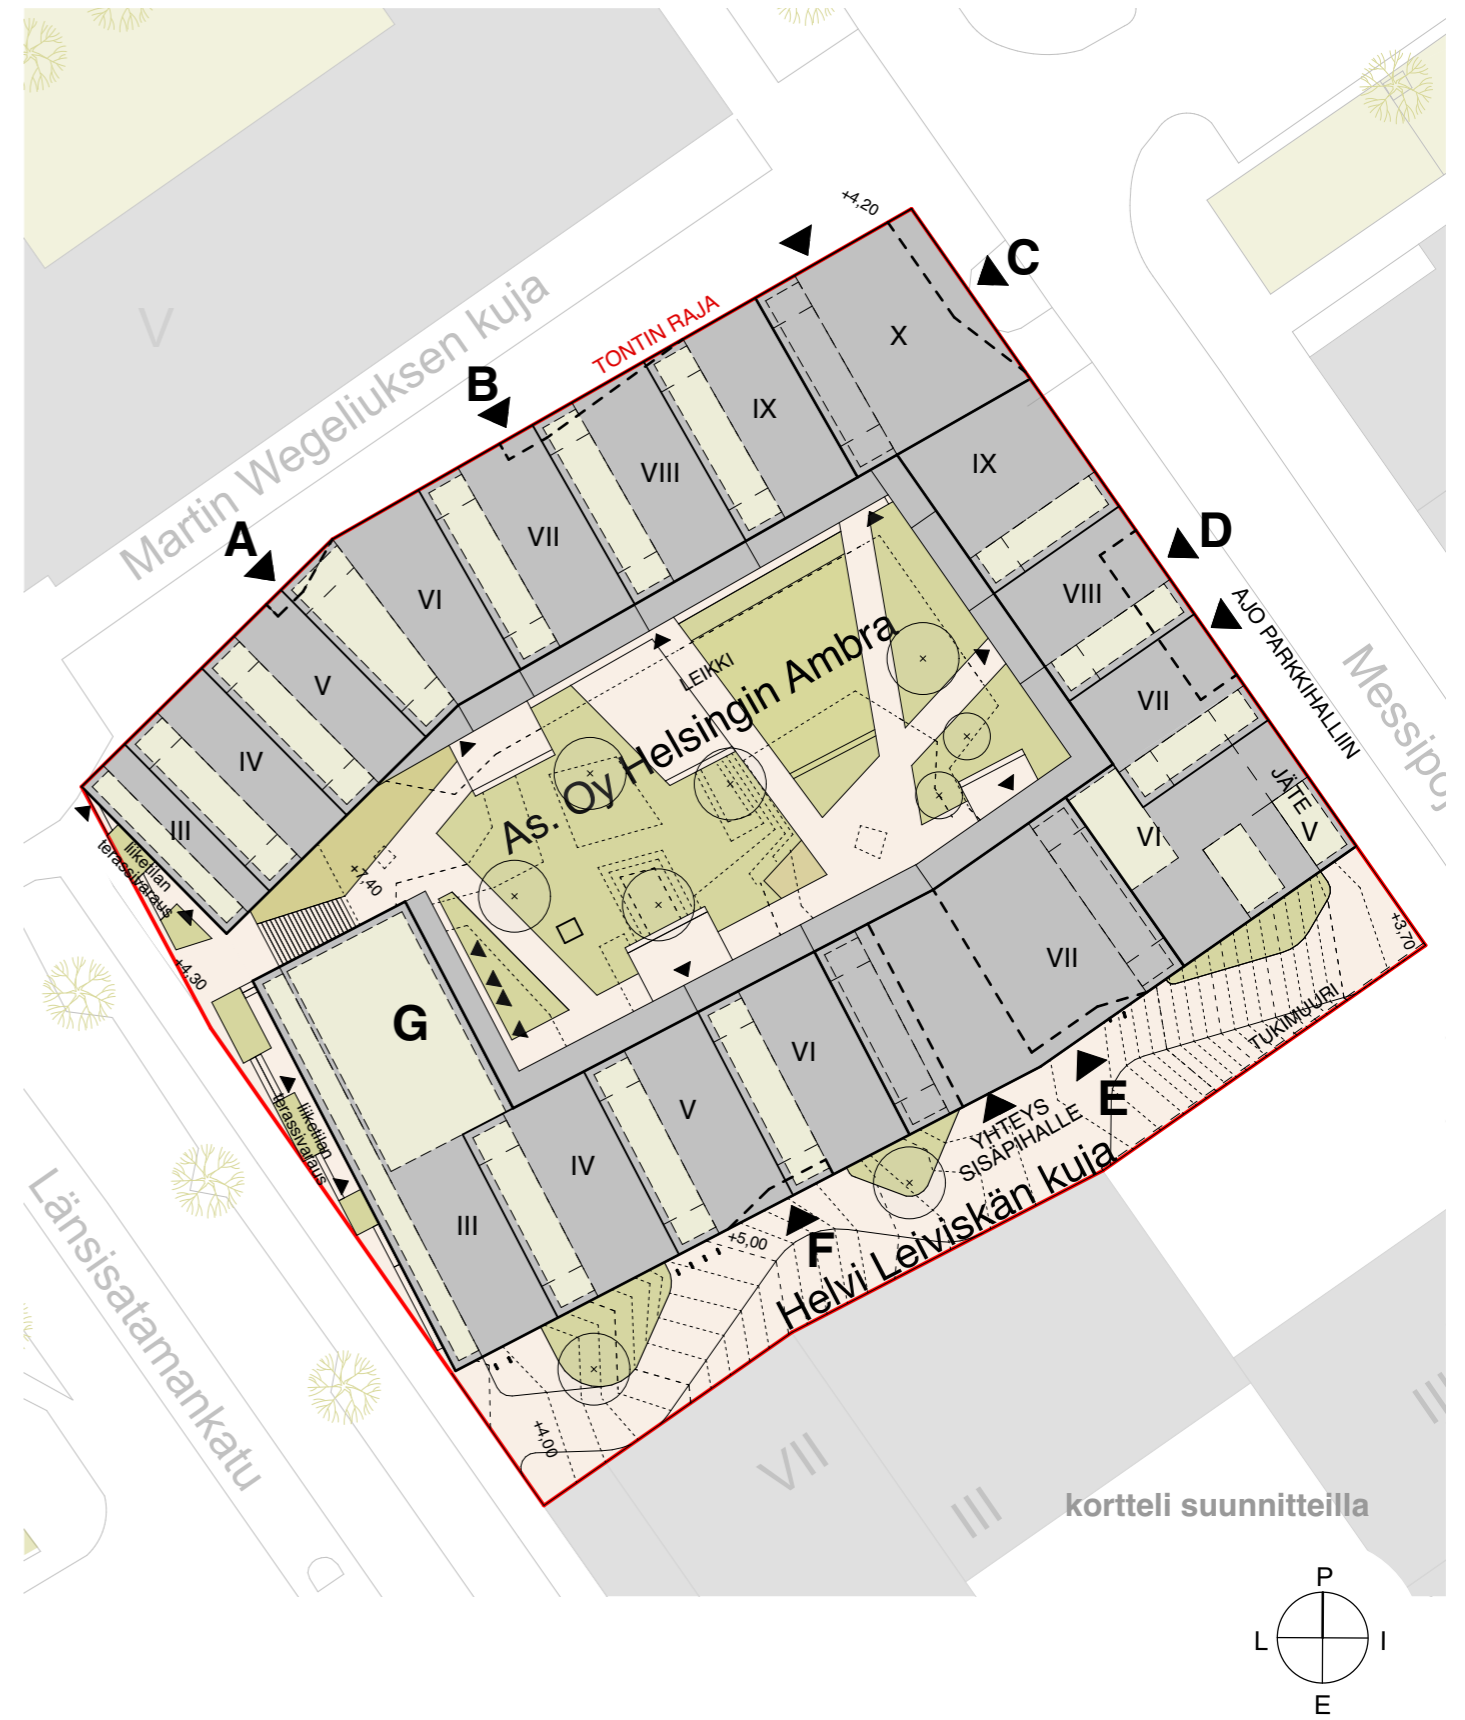 +4,20
C
V
Martin Wegeliuksen kuja
TONTIN RAJA
B
X
IX
IX
VIII
VII
A
D
VI
VIII
AJO PARKKIHALLIIN
V
LEIKKI
VII
Messipoj
IV
As. Oy Helsingin Ambra
JÄTE
III
VI
V
liiketilan
terassivaraus
+7,40
+3,70
VII
+4,30
G
TUKIMUURI
VI
E
liiketilan
terassivaraus
V
YHTEYS
SISÄPIHALLE
IV
Helvi Leiviskän kuja
III
+5,00
F
Länsisatamankatu
+4,00
VII
III
III
kortteli suunnitteilla
P
L
I
E